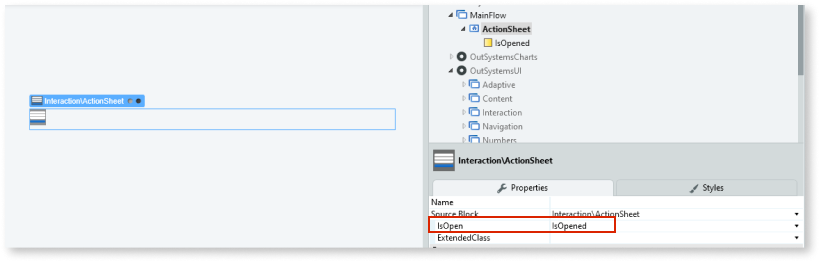 MainFlow
ActionSheet
IsOpened
OutSystemsCharts
OutSystemsUI
Adaptive
Content
Interaction
Navigation
Numbers
Interaction\ActionSheet
Interaction\ActionSheet
Properties
Styles
Name
Source Block Interaction\ActionSheet
IsOpen IsOpened
ExtendedClass